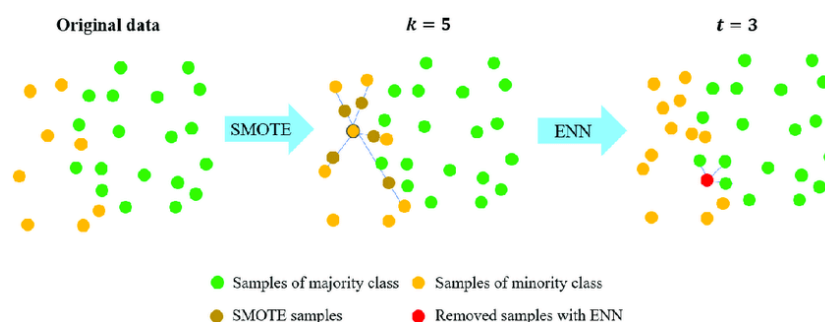 Original data
k = 5
t = 3
SMOTE
ENN
Samples of majority class
Samples of minority class
SMOTE samples
Removed samples with ENN